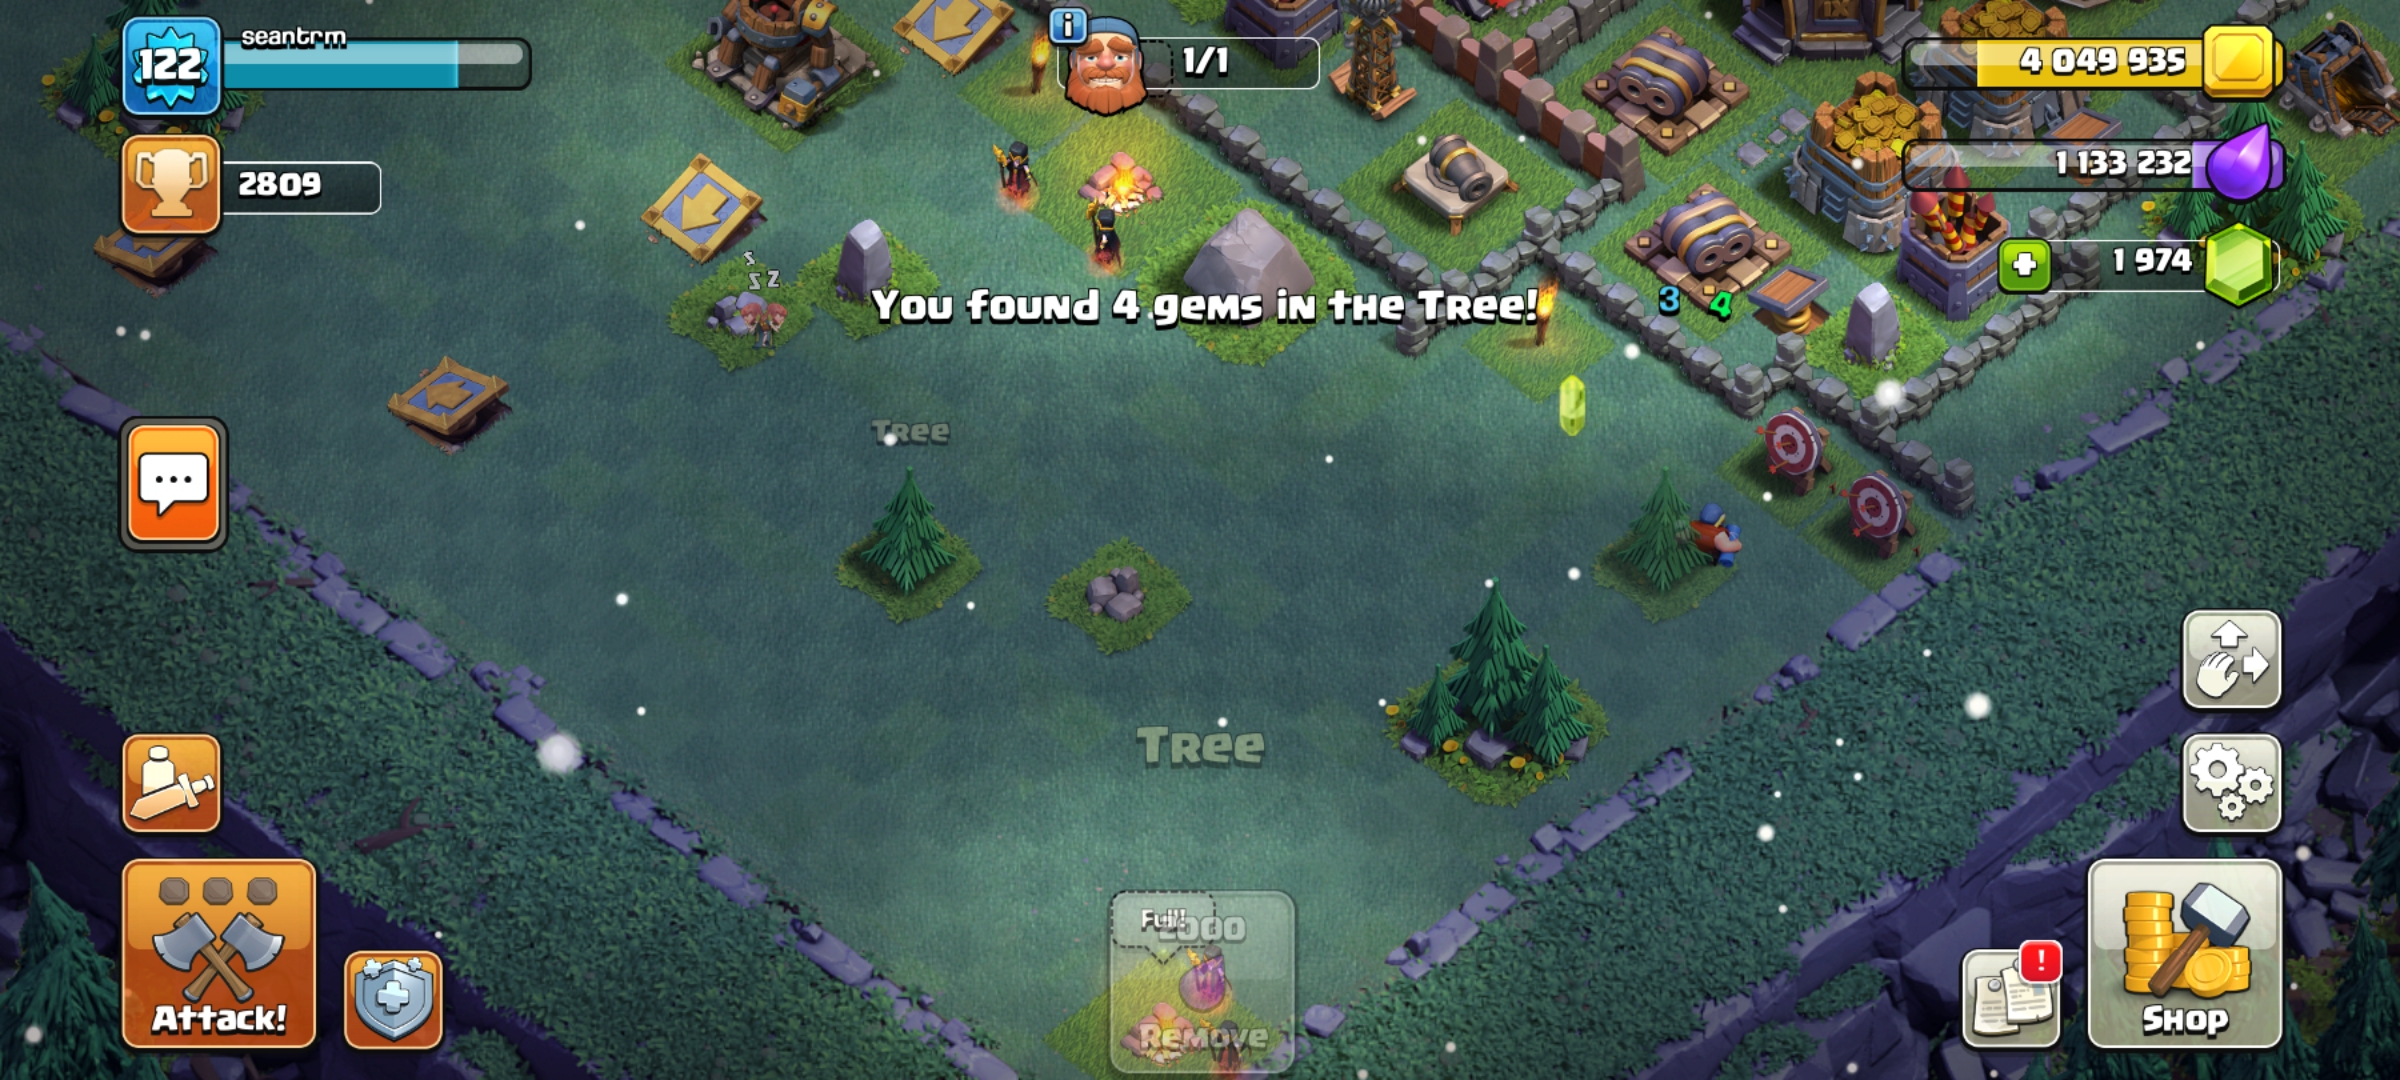 122
seantrm
1/1
4 049 935
2809
1 133 232
1 974
z
z z
You found 4 gems in the Tree!
3 4
Tree
Tree
Full!
2000
Remove
Attack!
!
Shop